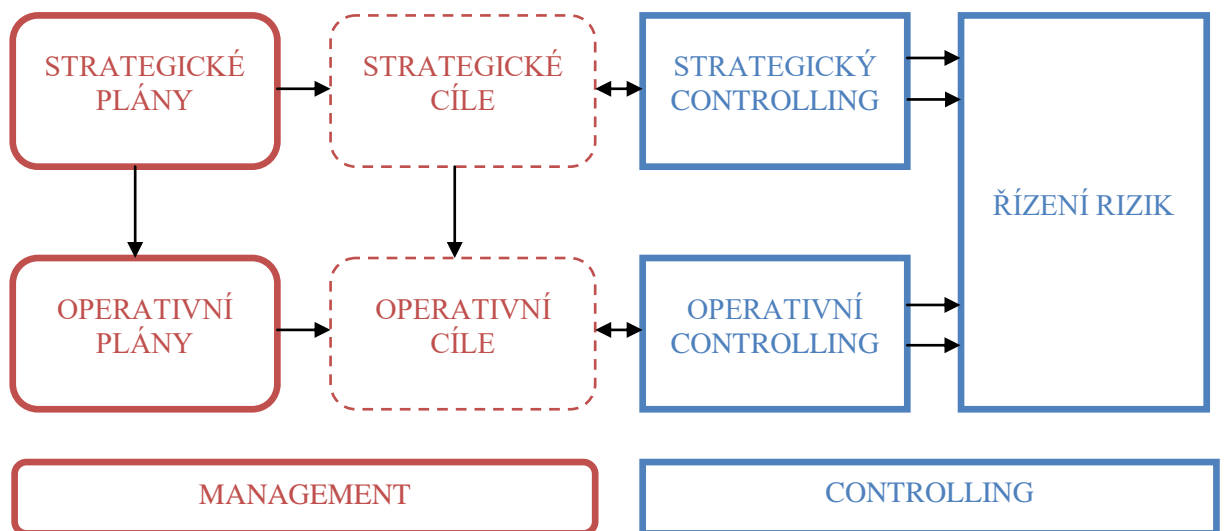 STRATEGICKÉ
PLÁNY
STRATEGICKÉ
CÍLE
STRATEGICKÝ
CONTROLLING
ŘÍZENÍ RIZIK
OPERATIVNÍ
PLÁNY
OPERATIVNÍ
CÍLE
OPERATIVNÍ
CONTROLLING
MANAGEMENT
CONTROLLING